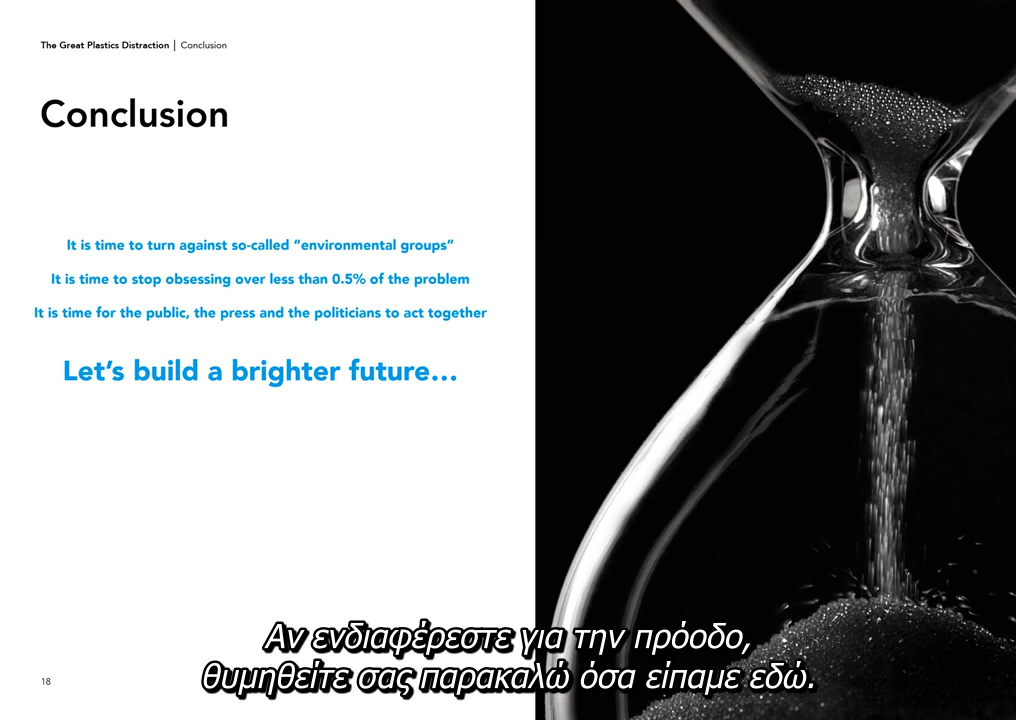 The Great Plastics Distraction | Conclusion
Conclusion
It is time to turn against so-called “environmental groups”
It is time to stop obsessing over less than 0.5% of the problem
It is time for the public, the press and the politicians to act together
Let’s build a brighter future…
Αν ενδιαφέρεστε για την πρόοδο,
θυμηθείτε σας παρακαλώ όσα είπαμε εδώ.
18